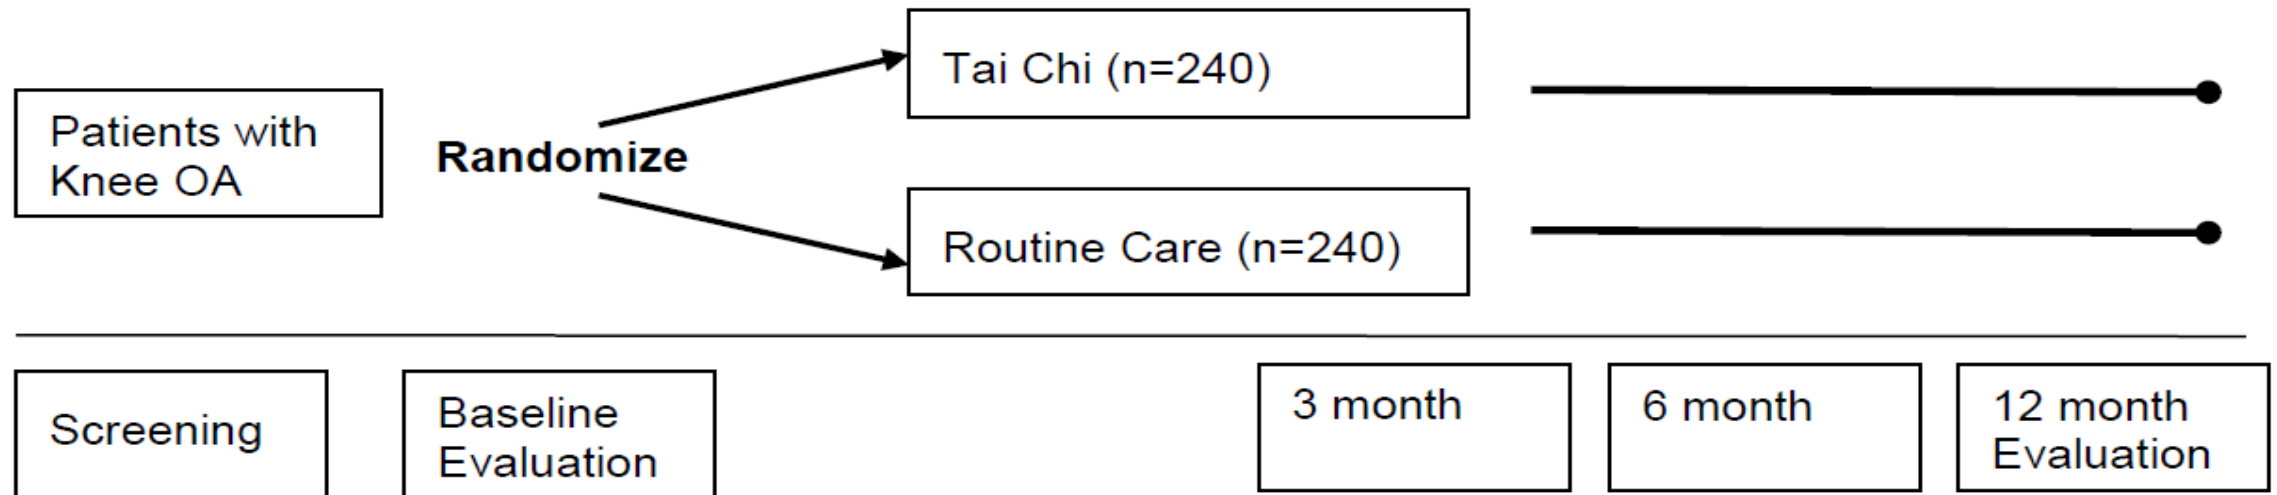 Tai Chi (n=240)
Patients with
Knee OA
Randomize
Routine Care (n=240)
Screening
Baseline
Evaluation
3 month
6 month
12 month
Evaluation